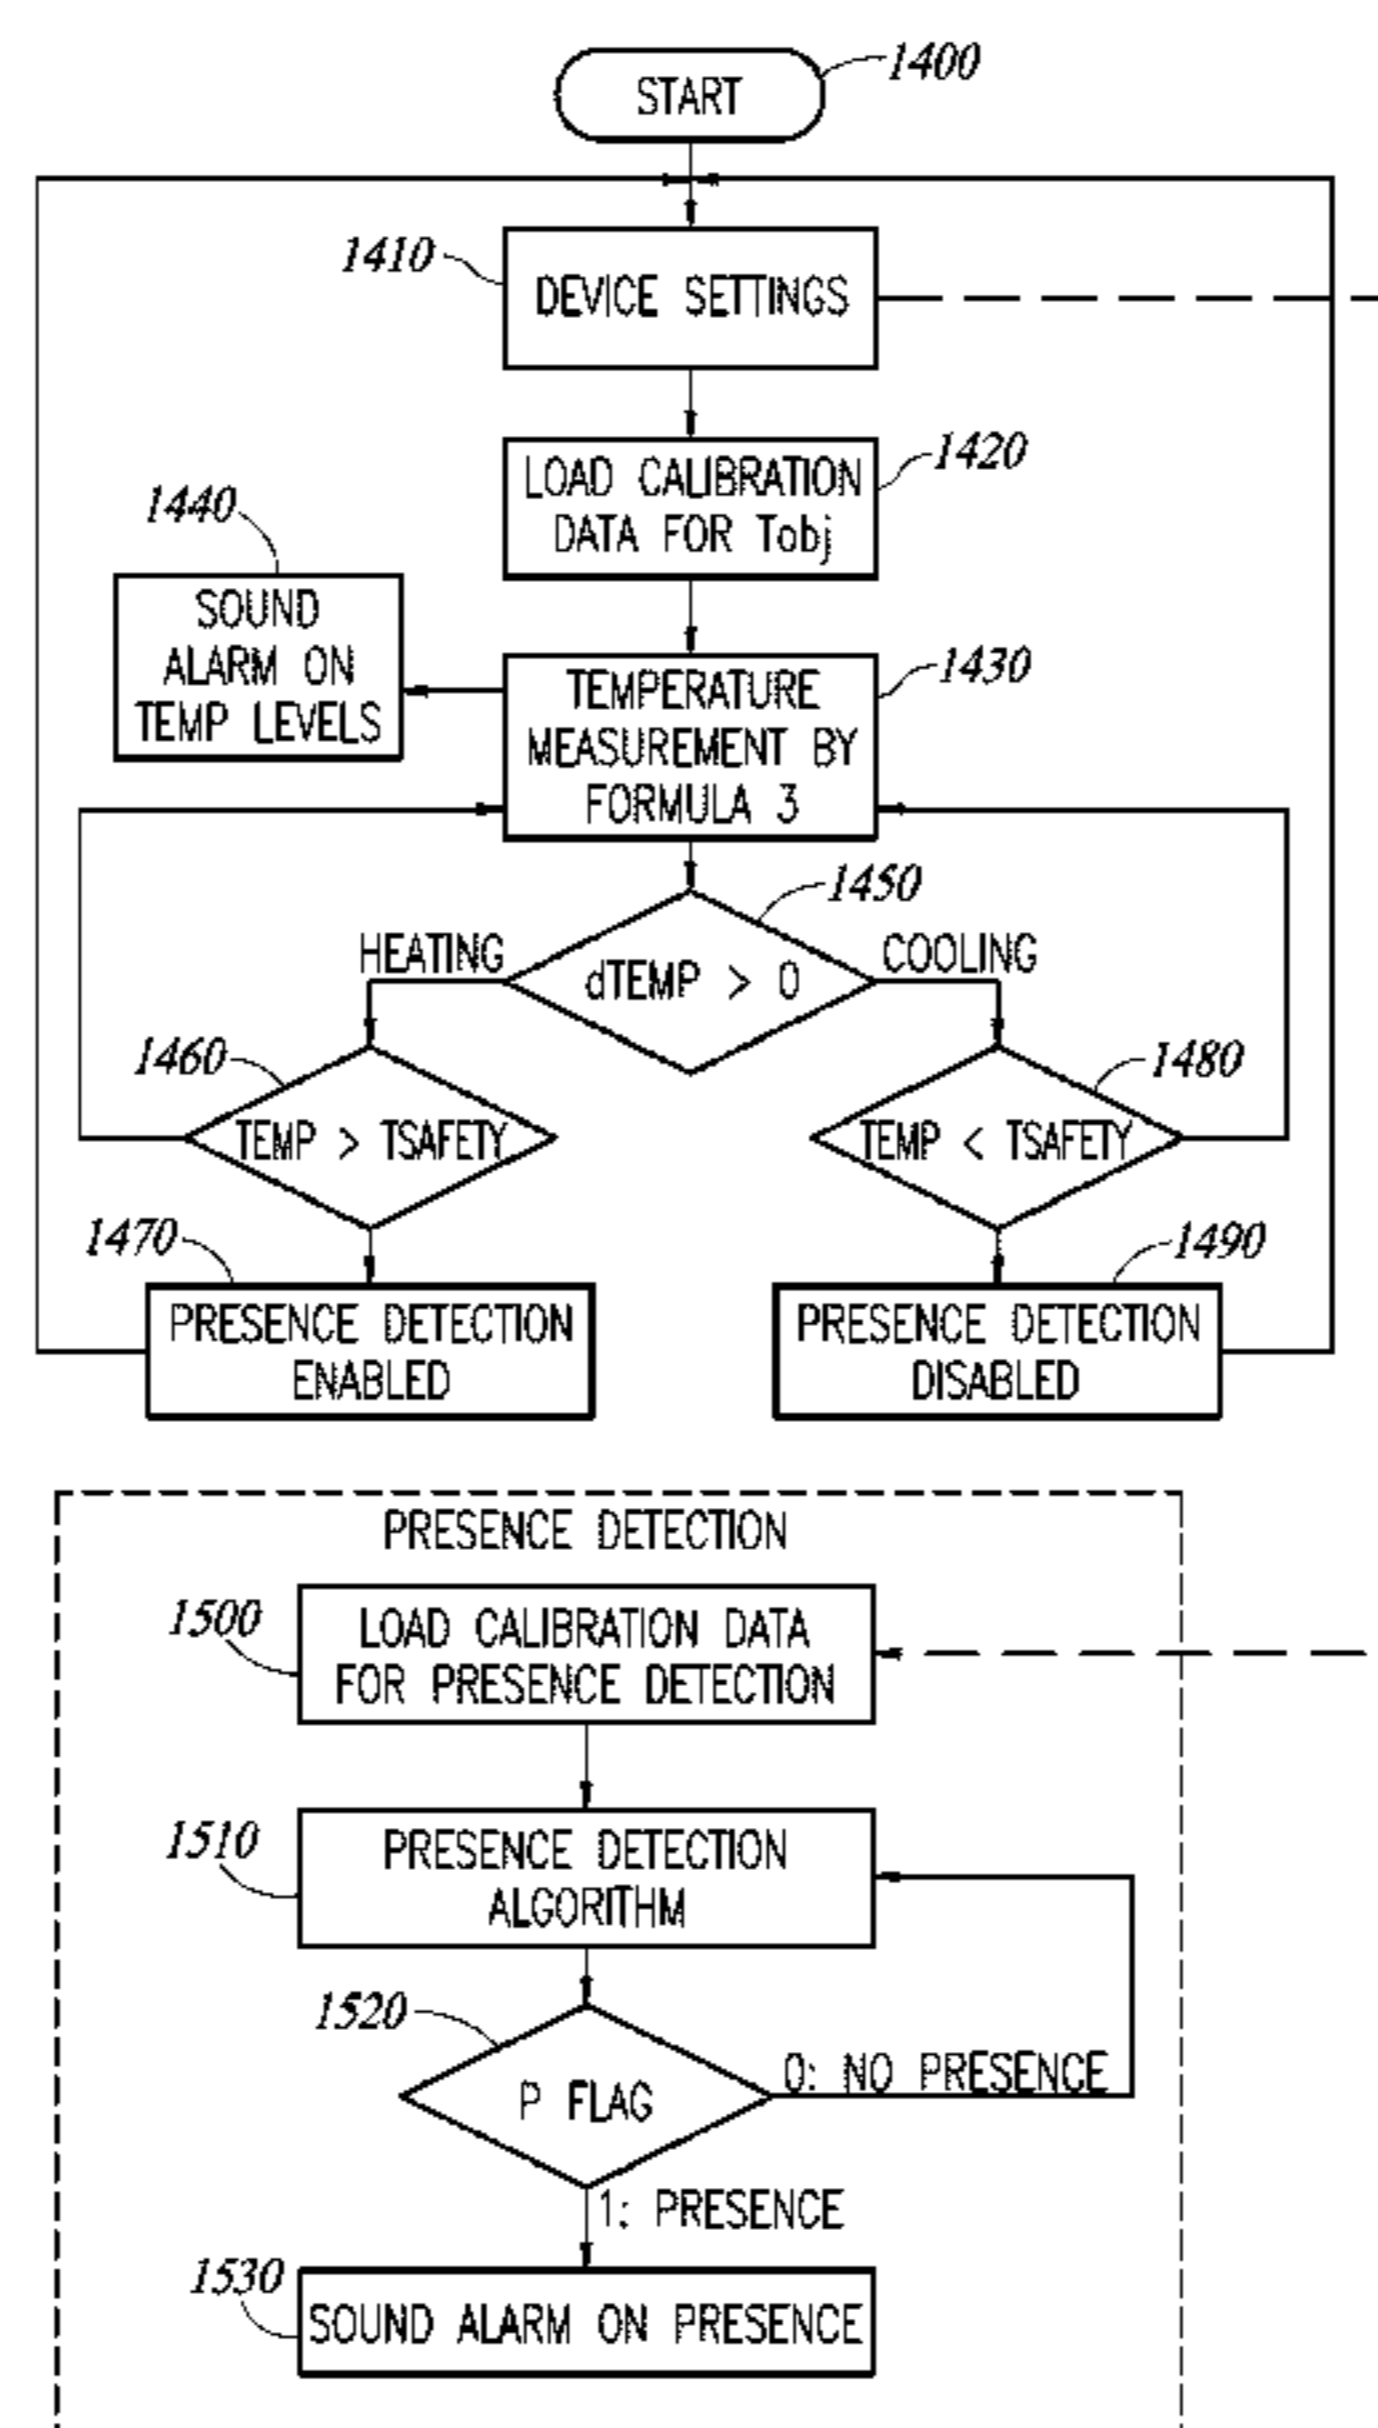 START
1400
1410
DEVICE SETTINGS
1420
LOAD CALIBRATION
DATA FOR Tobj
1440
SOUND
ALARM ON
TEMP LEVELS
1430
TEMPERATURE
MEASUREMENT BY
FORMULA 3
1450
HEATING
dTEMP > 0
COOLING
1460
TEMP > TSAFETY
1480
TEMP < TSAFETY
1470
PRESENCE DETECTION
ENABLED
1490
PRESENCE DETECTION
DISABLED
PRESENCE DETECTION
1500
LOAD CALIBRATION DATA
FOR PRESENCE DETECTION
1510
PRESENCE DETECTION
ALGORITHM
1520
P FLAG
0: NO PRESENCE
1: PRESENCE
1530
SOUND ALARM ON PRESENCE